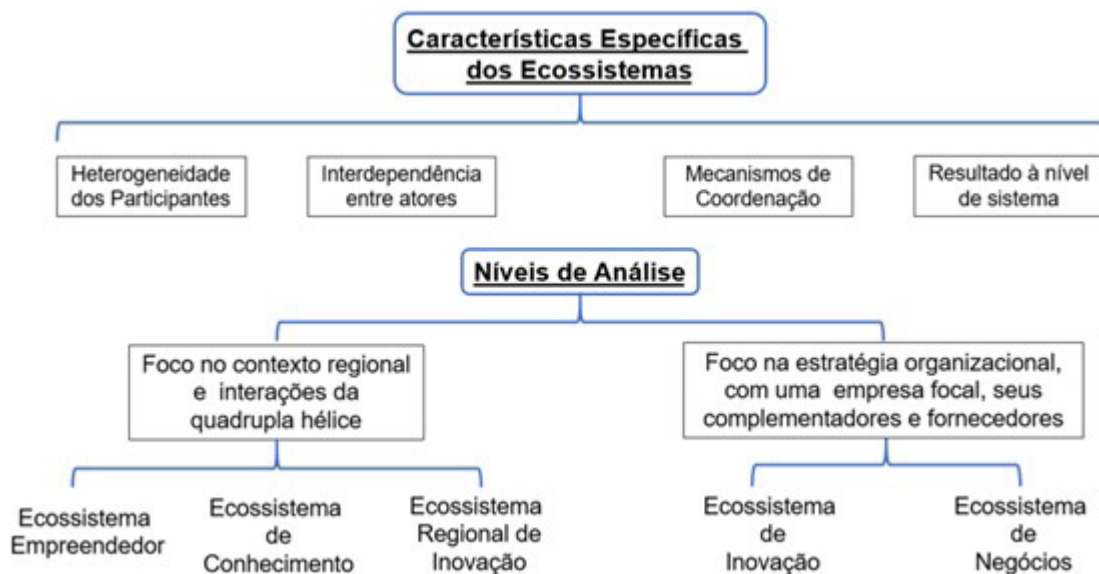 Características Específicas
dos Ecossistemas
Heterogeneidade
dos Participantes
Interdependência
entre atores
Mecanismos de
Coordenação
Resultado à nível
de sistema
Níveis de Análise
Foco no contexto regional
e interações da
quadrupla hélice
Foco na estratégia organizacional,
com uma empresa focal, seus
complementadores e fornecedores
Ecossistema
Empreendedor
Ecossistema
de
Conhecimento
Ecossistema
Regional de
Inovação
Ecossistema
de
Inovação
Ecossistema
de
Negócios